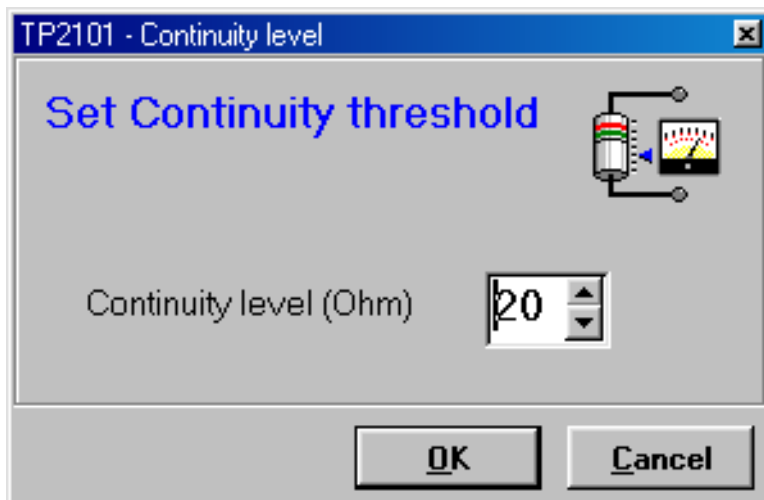 TP2101 - Continuity level
Set Continuity threshold
Continuity level (Ohm) 20
OK Cancel